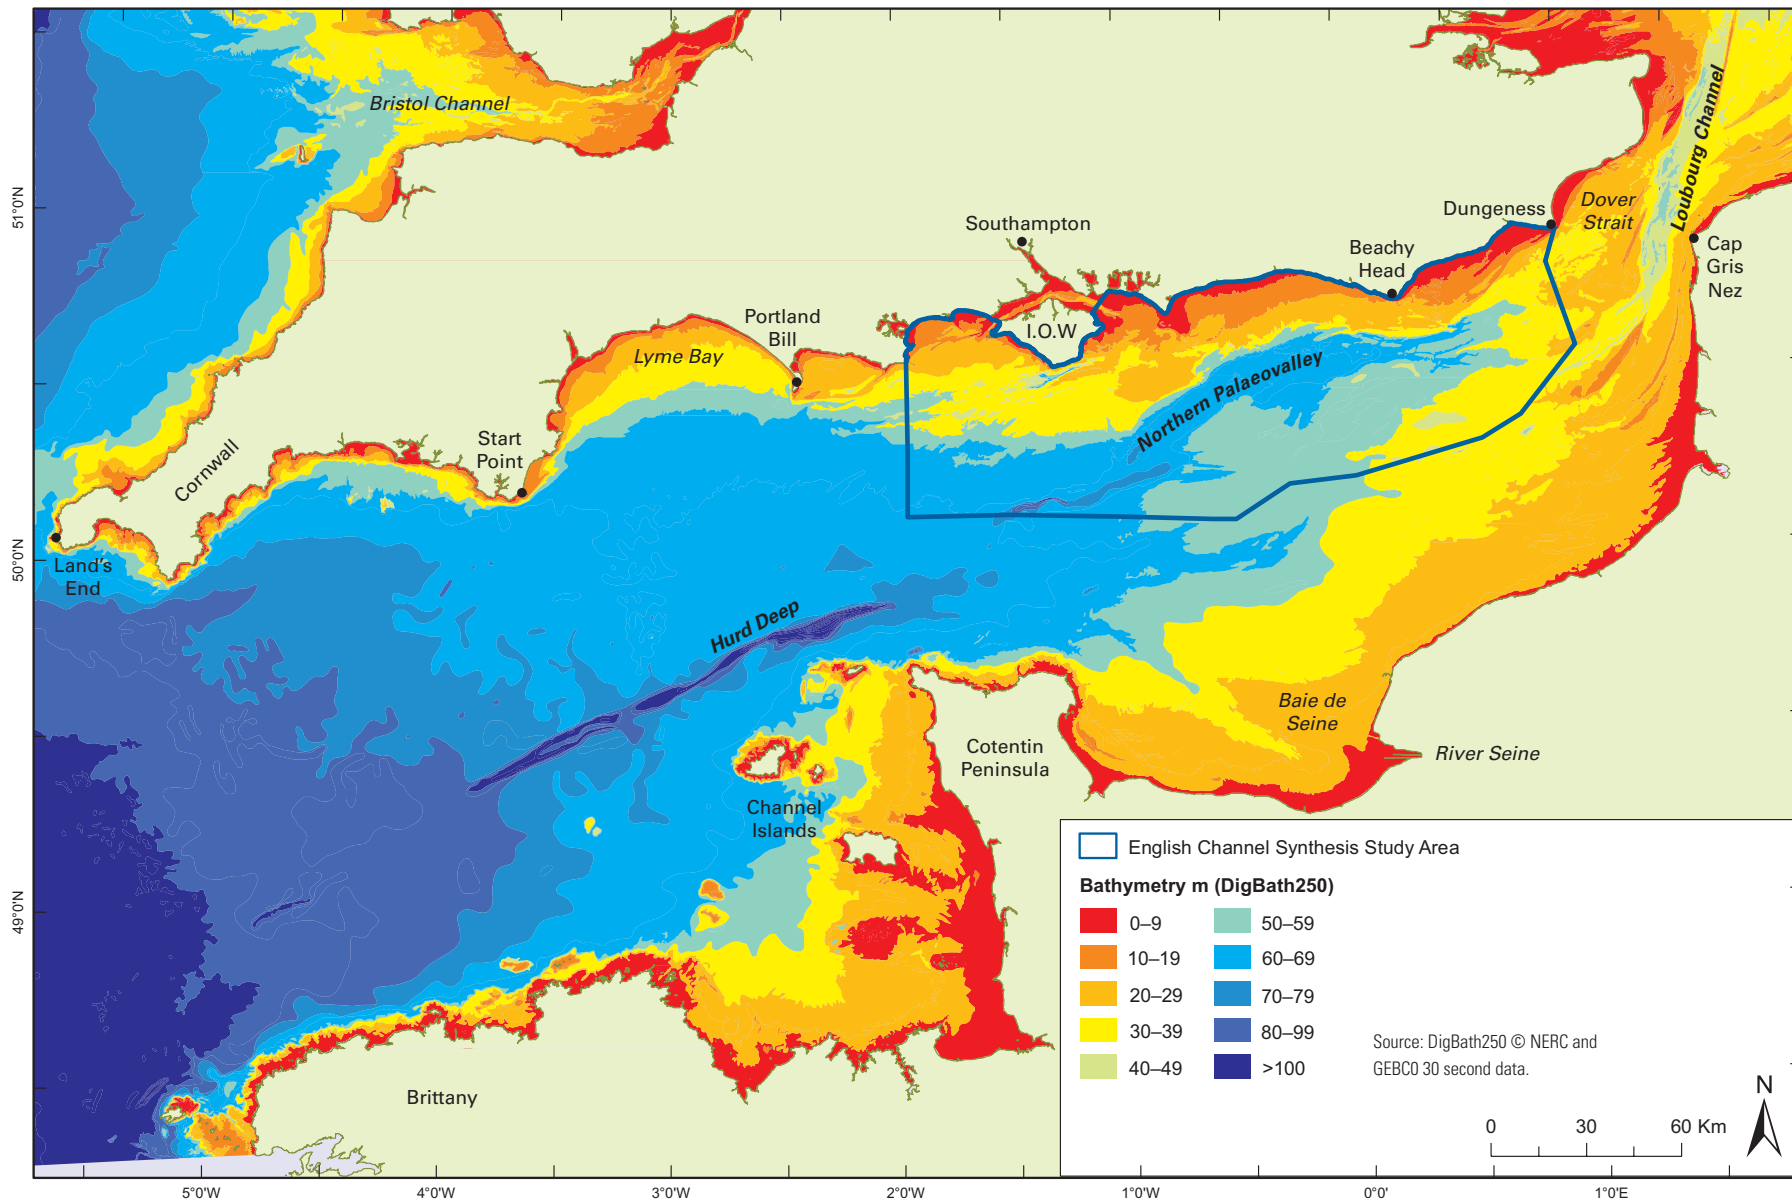 Bristol Channel
Loubourg Channel
Dover
Strait
Dungeness
Southampton
Beachy
Head
Cap
Gris
Nez
Portland
Bill
I.O.W
Lyme Bay
Northern Palaeovalley
Start
Point
Cornwall
Land's
End
Hurd Deep
Baie de
Seine
River Seine
Cotentin
Peninsula
Channel
Islands
Brittany
English Channel Synthesis Study Area
Bathymetry m (DigBath250)
0–9
10–19
20–29
30–39
40–49
50–59
60–69
70–79
80–99
>100
Source: DigBath250 © NERC and
GEBCO 30 second data.
N
0 30 60 Km
51°0'N
50°0'N
49°0'N
5°0'W 4°0'W 3°0'W 2°0'W 1°0'W 0°0' 1°0'E